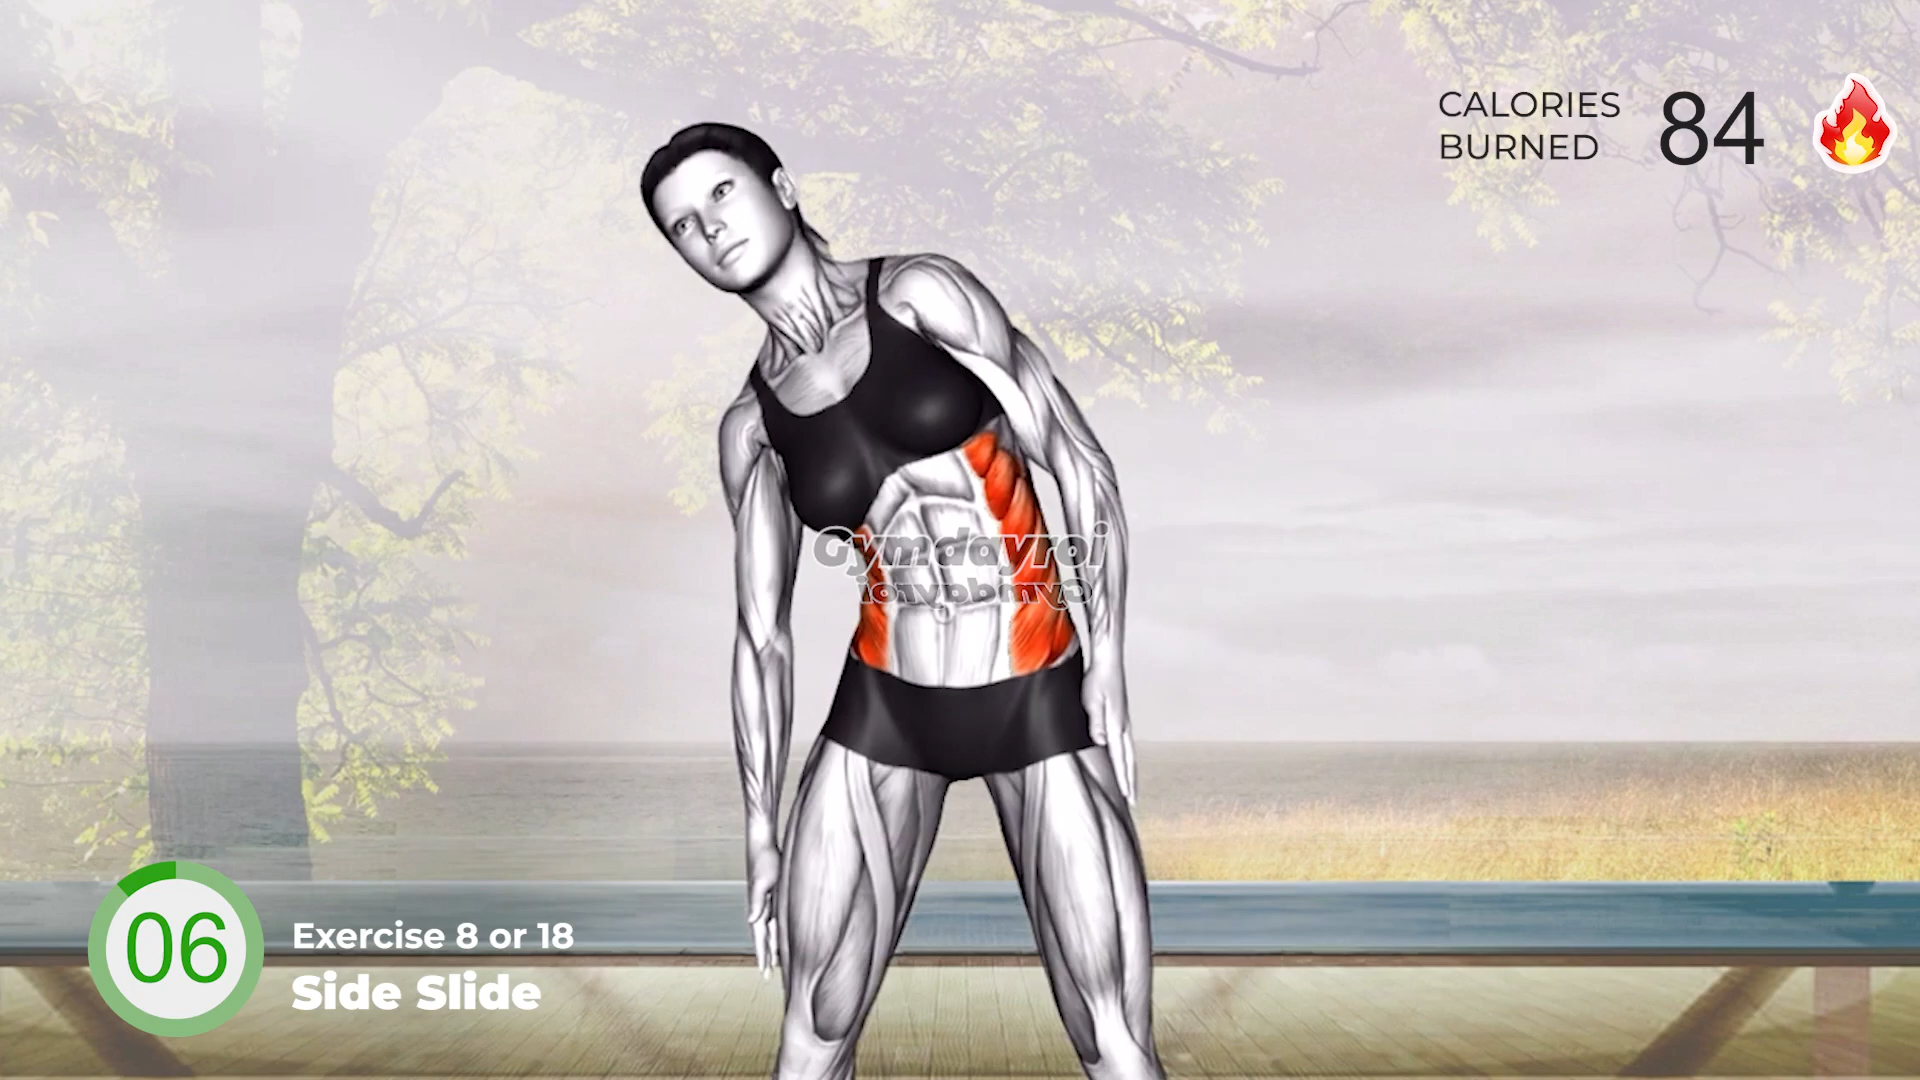 CALORIES
BURNED
84
Gymdayroi
Gymdayroi
06
Exercise 8 or 18
Side Slide